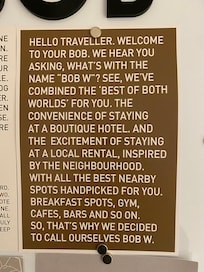 BOB
HELLO TRAVELLER. WELCOME
TO YOUR BOB. WE HEAR YOU
ASKING, WHAT'S WITH THE
NAME "BOB W"? SEE, WE'VE
COMBINED THE 'BEST OF BOTH
WORLDS' FOR YOU. THE
CONVENIENCE OF STAYING
AT A BOUTIQUE HOTEL. AND
THE EXCITEMENT OF STAYING
AT A LOCAL RENTAL, INSPIRED
BY THE NEIGHBOURHOOD,
WITH ALL THE BEST NEARBY
SPOTS HANDPICKED FOR YOU.
BREAKFAST SPOTS, GYM,
CAFES, BARS AND SO ON.
SO, THAT'S WHY WE DECIDED
TO CALL OURSELVES BOB W.